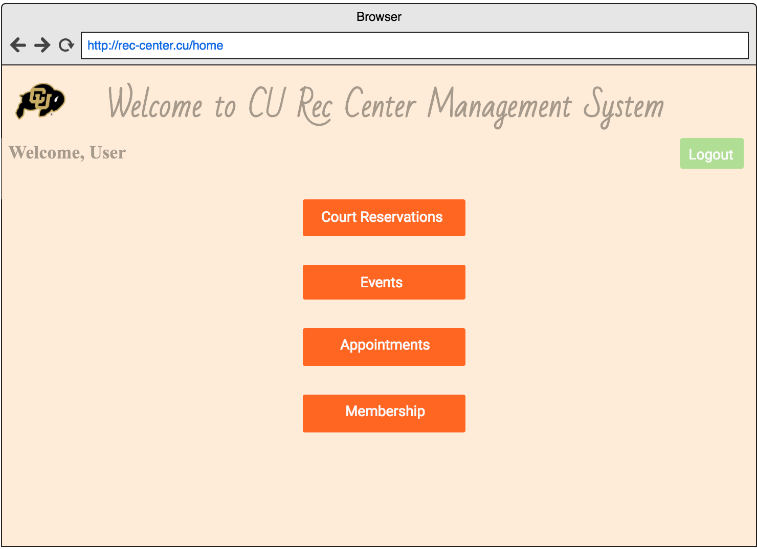 Browser
http://rec-center.cu/home
CU
Welcome to CU Rec Center Management System
Welcome, User
Logout
Court Reservations
Events
Appointments
Membership